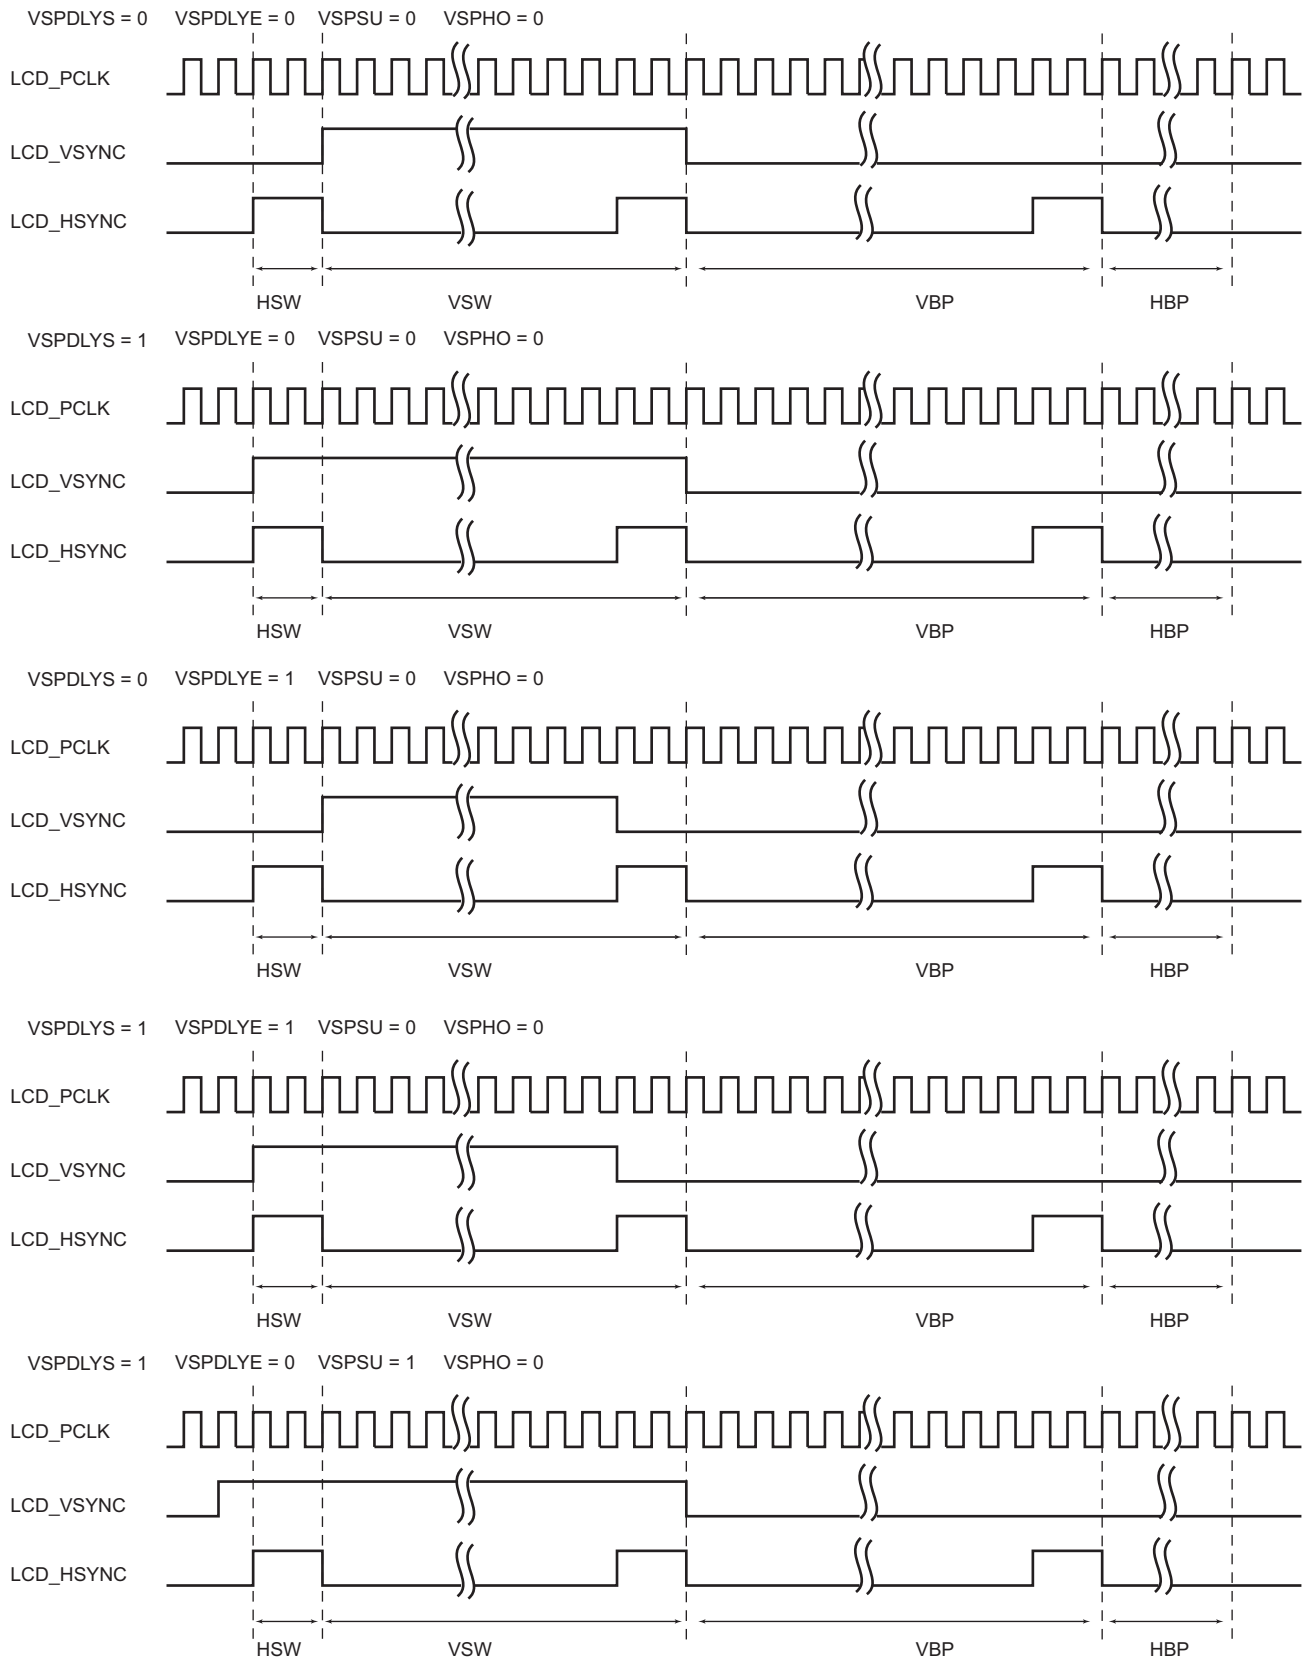 VSPDLYS = 0 VSPDLYE = 0 VSPSU = 0 VSPHO = 0
LCD_PCLK
LCD_VSYNC
LCD_HSYNC
HSW VSW VBP HBP
VSPDLYS = 1 VSPDLYE = 0 VSPSU = 0 VSPHO = 0
LCD_PCLK
LCD_VSYNC
LCD_HSYNC
HSW VSW VBP HBP
VSPDLYS = 0 VSPDLYE = 1 VSPSU = 0 VSPHO = 0
LCD_PCLK
LCD_VSYNC
LCD_HSYNC
HSW VSW VBP HBP
VSPDLYS = 1 VSPDLYE = 1 VSPSU = 0 VSPHO = 0
LCD_PCLK
LCD_VSYNC
LCD_HSYNC
HSW VSW VBP HBP
VSPDLYS = 1 VSPDLYE = 0 VSPSU = 1 VSPHO = 0
LCD_PCLK
LCD_VSYNC
LCD_HSYNC
HSW VSW VBP HBP